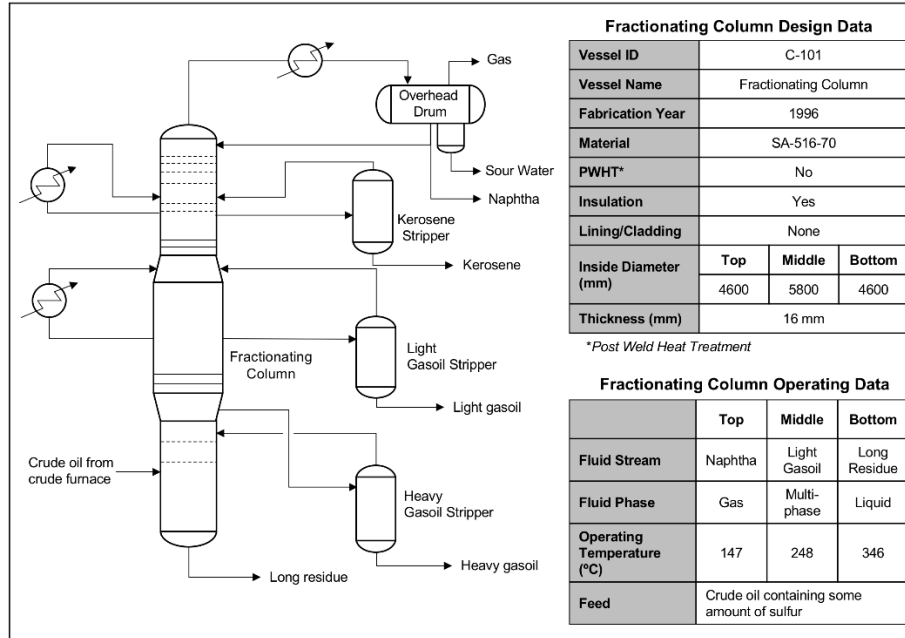 Gas
Overhead
Drum
Sour Water
Naphtha
Kerosene
Stripper
Kerosene
Light
Gasoil Stripper
Fractionating
Column
Light gasoil
Crude oil from
crude furnace
Heavy
Gasoil Stripper
Heavy gasoil
Long residue
Fractionating Column Design Data
Vessel ID C-101
Vessel Name Fractionating Column
Fabrication Year 1996
Material SA-516-70
PWHT* No
Insulation Yes
Lining/Cladding None
Inside Diameter
(mm)
Top Middle Bottom
4600 5800 4600
Thickness (mm) 16 mm
*Post Weld Heat Treatment
Fractionating Column Operating Data
Top Middle Bottom
Fluid Stream Naphtha Light
Gasoil Long
Residue
Fluid Phase Gas Multi-
phase Liquid
Operating
Temperature
(ºC) 147 248 346
Feed Crude oil containing some
amount of sulfur